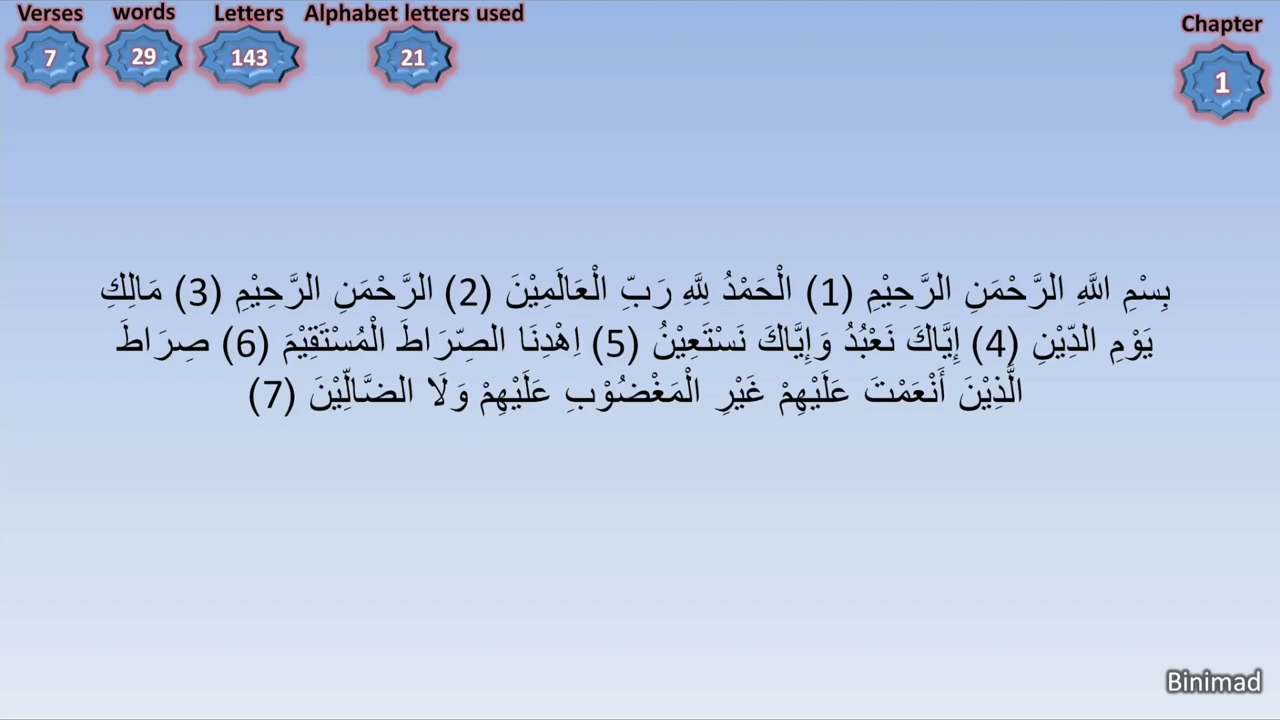 Verses words Letters Alphabet letters used
Chapter
7 29 143 21
1
بِسْمِ اللَّهِ الرَّحْمَنِ الرَّحِيْمِ (1) الْحَمْدُ لِلَّهِ رَبِّ الْعَالَمِيْنَ (2) الرَّحْمَنِ الرَّحِيْمِ (3) مَالِكِ
يَوْمِ الدِّيْنِ (4) إِيَّاكَ نَعْبُدُ وَإِيَّاكَ نَسْتَعِيْنُ (5) اِهْدِنَا الصِّرَاطَ الْمُسْتَقِيْمَ (6) صِرَاطَ
الَّذِيْنَ أَنْعَمْتَ عَلَيْهِمْ غَيْرِ الْمَغْضُوْبِ عَلَيْهِمْ وَلَا الضَّالِّيْنَ (7)
Binimad